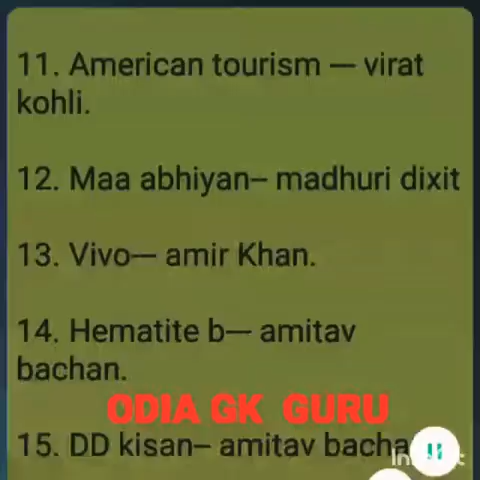 11. American tourism — virat
kohli.
12. Maa abhiyan– madhuri dixit
13. Vivo— amir Khan.
14. Hematite b— amitav
bachan.
ODIA GK GURU
15. DD kisan– amitav